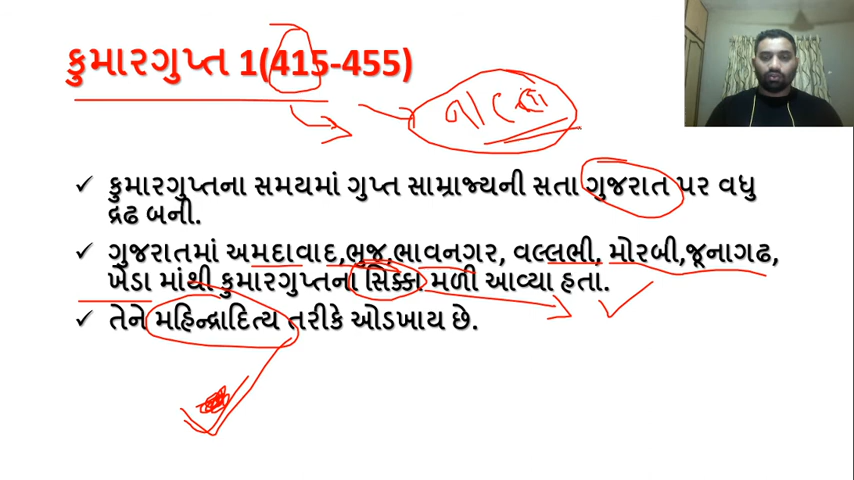 કુમારગુપ્ત 1(415-455)
કુમારગુપ્તના સમયમાં ગુપ્ત સામ્રાજ્યની સતા ગુજરાત પર વધુ
દ્રઢ બની.
ગુજરાતમાં અમદાવાદ,ભુજ,ભાવનગર, વલ્લભી, મોરબી,જૂનાગઢ,
ખેડા માંથી કુમારગુપ્તના સિક્કા મળી આવ્યા હતા.
તેને મહિન્દ્રાદિત્ય તરીકે ઓડખાય છે.